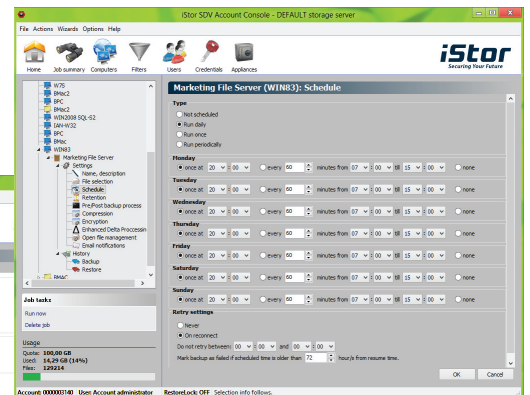 iStor SDV Account Console - DEFAULT storage server
File Actions Wizards Options Help
Home Job summary Computers Filters Users Credentials Appliances
iStor
Securing Your Future
W7S
BMac2
BPC
BMac2
WIN2008 SQL-S2
IAN-W32
BPC
BMac
WIN83
Marketing File Server
Settings
Name, description
File selection
Schedule
Retention
Pre/Post backup process
Compression
Encryption
Enhanced Delta Proccessin
Open file management
Email notifications
History
Backup
Restore
BMAC
Job tasks
Run now
Delete job
Usage
Quota: 100,00 GB
Used: 14,29 GB (14%)
Files: 129214
Marketing File Server (WIN83): Schedule
Type
Not scheduled
Run daily
Run once
Run periodically
Monday
once at 20 : 00 every 60 minutes from 07 : 00 till 15 : 00 none
Tuesday
once at 20 : 00 every 60 minutes from 07 : 00 till 15 : 00 none
Wednesday
once at 20 : 00 every 60 minutes from 07 : 00 till 15 : 00 none
Thursday
once at 20 : 00 every 60 minutes from 07 : 00 till 15 : 00 none
Friday
once at 20 : 00 every 60 minutes from 07 : 00 till 15 : 00 none
Saturday
once at 20 : 00 every 60 minutes from 07 : 00 till 15 : 00 none
Sunday
once at 20 : 00 every 60 minutes from 07 : 00 till 15 : 00 none
Retry settings
Never
On reconnect
Do not retry between: 00 : 00 and 00 : 00
Mark backup as failed if scheduled time is older than 72 hour/s from resume time.
OK Cancel
Account: 0000003140 User: Account administrator RestoreLock: OFF Selection info follows.